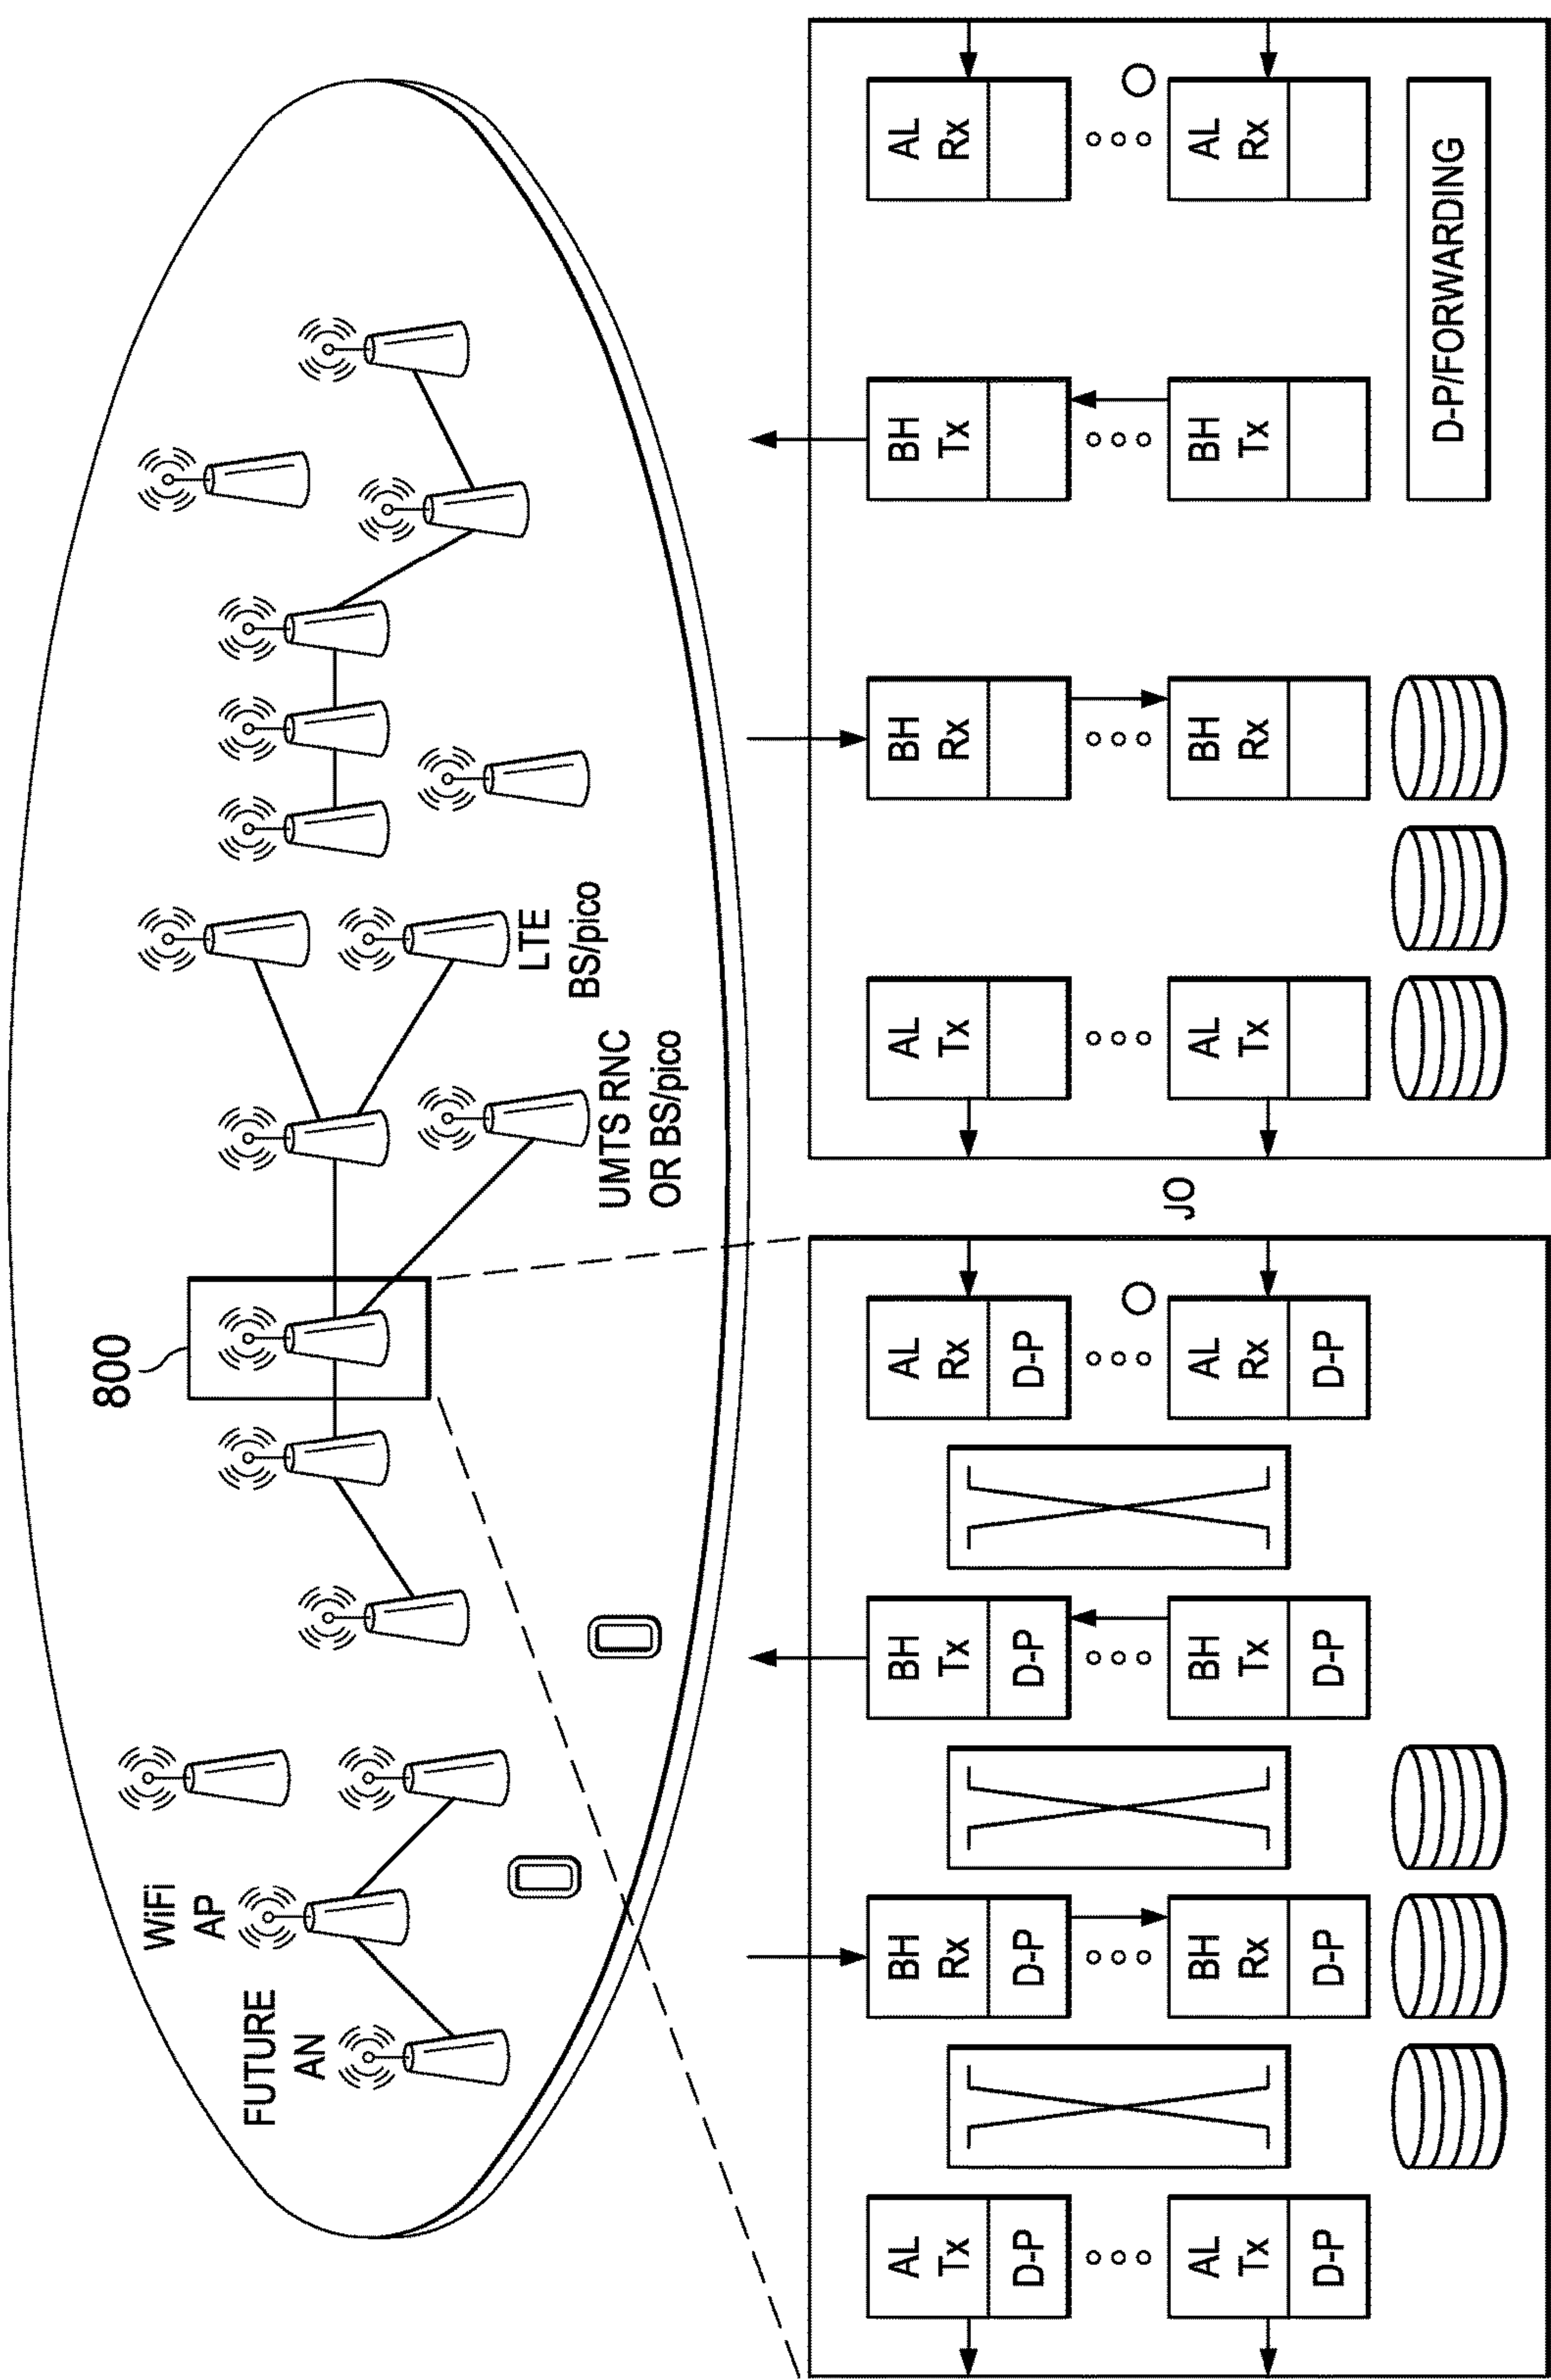 800
WiFi
AP
FUTURE
AN
LTE
BS/pico
UMTS RNC
OR BS/pico
AL
Tx
D-P
BH
Rx
D-P
BH
Tx
D-P
AL
Rx
D-P
AL
Tx
D-P
BH
Rx
D-P
BH
Tx
D-P
AL
Rx
D-P
JO
AL
Tx
BH
Rx
BH
Tx
AL
Rx
AL
Tx
BH
Rx
BH
Tx
AL
Rx
D-P/FORWARDING